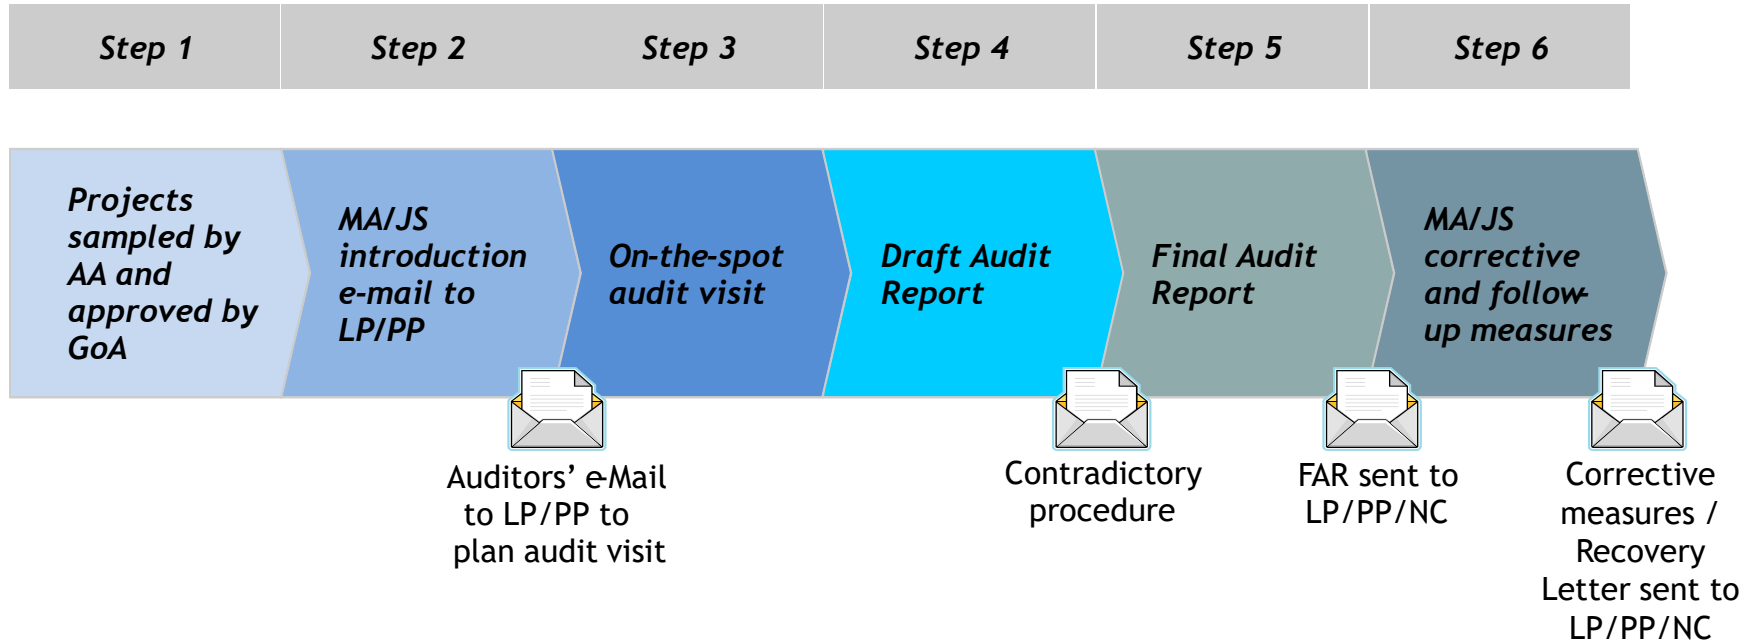 Step 1
Step 2
Step 3
Step 4
Step 5
Step 6
Projects
sampled by
AA and
approved by
GoA
MA/JS
introduction
e-mail to
LP/PP
On-the-spot
audit visit
Draft Audit
Report
Final Audit
Report
MA/JS
corrective
and follow-
up measures
Auditors’ e-Mail
to LP/PP to
plan audit visit
Contradictory
procedure
FAR sent to
LP/PP/NC
Corrective
measures /
Recovery
Letter sent to
LP/PP/NC